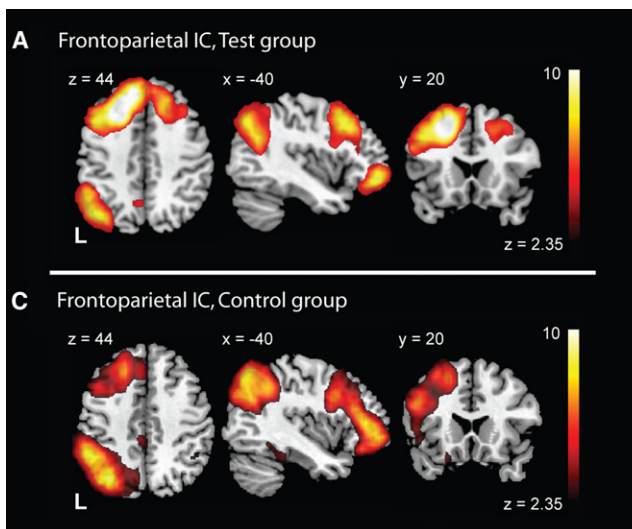 A Frontoparietal IC, Test group
z = 44 x = -40 y = 20 10
L
z = 2.35
C Frontoparietal IC, Control group
z = 44 x = -40 y = 20 10
L
z = 2.35